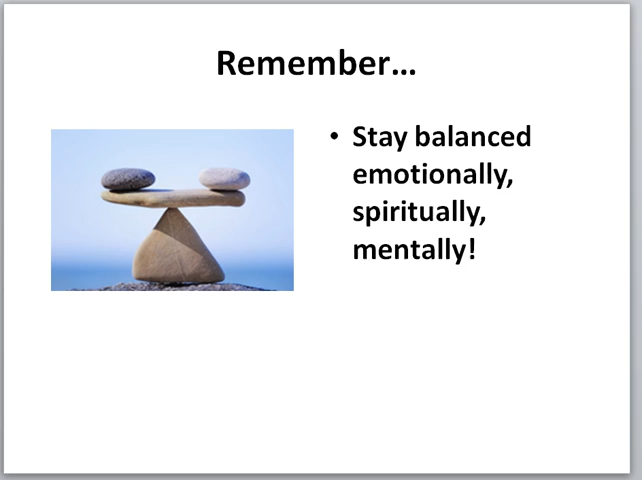 Remember...
• Stay balanced
emotionally,
spiritually,
mentally!